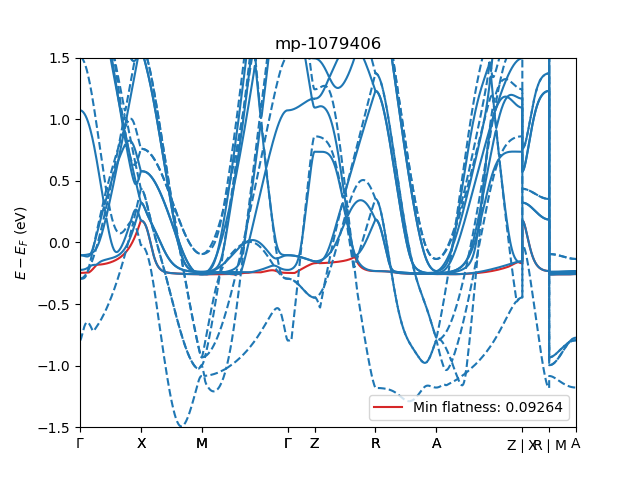 mp-1079406
E − E_F (eV)
1.5
1.0
0.5
0.0
−0.5
−1.0
−1.5
Min flatness: 0.09264
Γ X M Γ Z R A Z | X R | M A